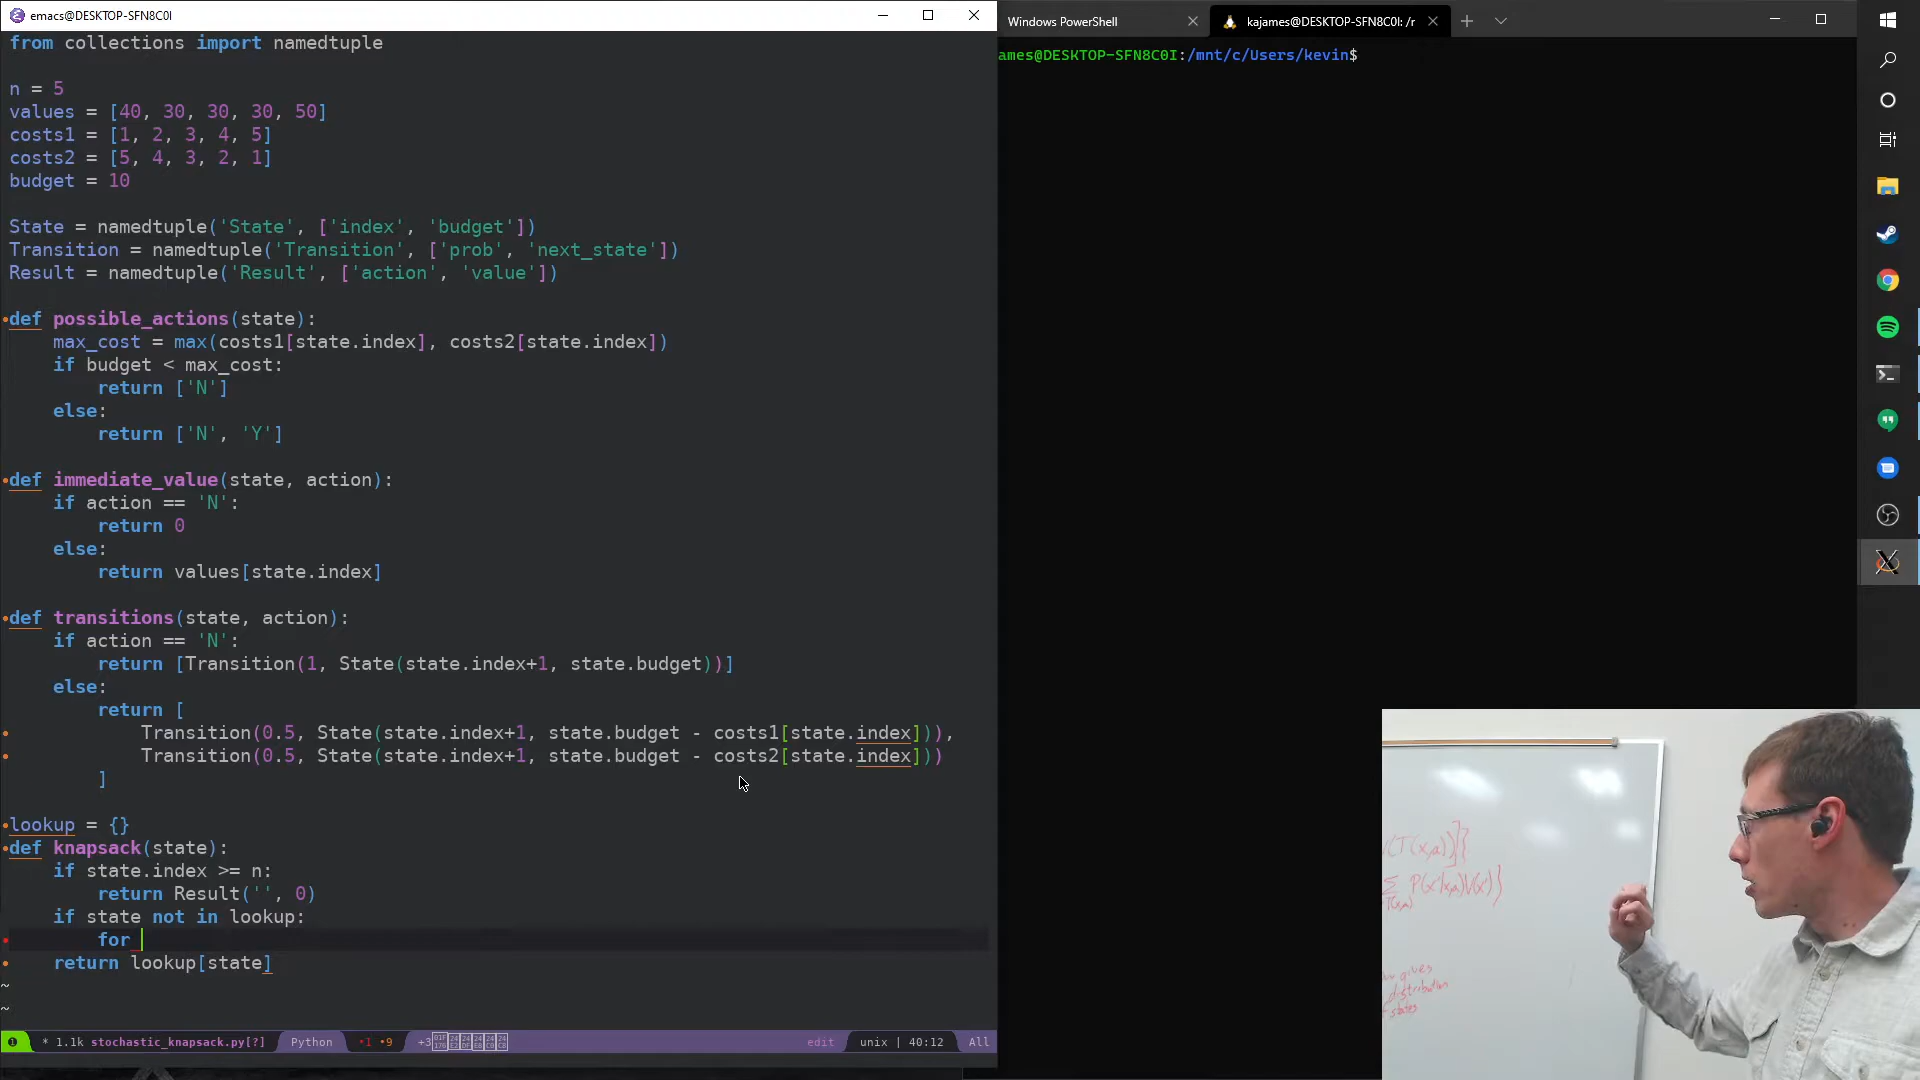 emacs@DESKTOP-SFN8C0I
from collections import namedtuple
n = 5
values = [40, 30, 30, 30, 50]
costs1 = [1, 2, 3, 4, 5]
costs2 = [5, 4, 3, 2, 1]
budget = 10
State = namedtuple('State', ['index', 'budget'])
Transition = namedtuple('Transition', ['prob', 'next_state'])
Result = namedtuple('Result', ['action', 'value'])
def possible_actions(state):
max_cost = max(costs1[state.index], costs2[state.index])
if budget < max_cost:
return ['N']
else:
return ['N', 'Y']
def immediate_value(state, action):
if action == 'N':
return 0
else:
return values[state.index]
def transitions(state, action):
if action == 'N':
return [Transition(1, State(state.index+1, state.budget))]
else:
return [
Transition(0.5, State(state.index+1, state.budget - costs1[state.index])),
Transition(0.5, State(state.index+1, state.budget - costs2[state.index]))
]
lookup = {}
def knapsack(state):
if state.index >= n:
return Result('', 0)
if state not in lookup:
for
return lookup[state]
~
~
* 1.1k stochastic_knapsack.py[?] Python •1 •9 +3 edit unix | 40:12 All
Windows PowerShell
kajames@DESKTOP-SFN8C0I: /r
ames@DESKTOP-SFN8C0I:/mnt/c/Users/kevin$
(T(x,a))]}
Σ P(x'|x,a)V(x')}
gives
distribution
states